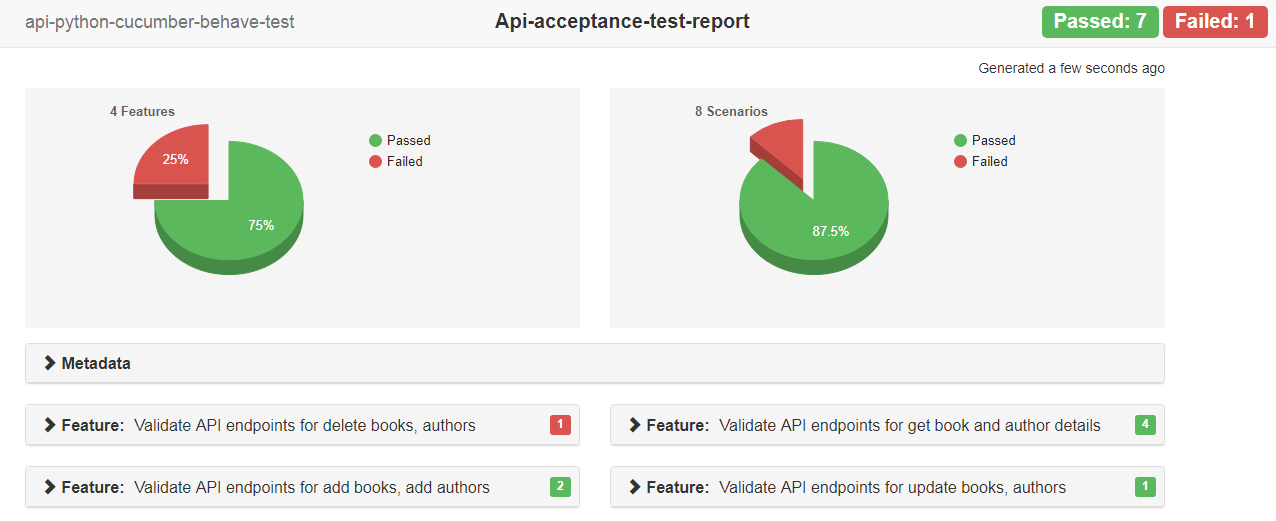 api-python-cucumber-behave-test
Api-acceptance-test-report
Passed: 7 Failed: 1
Generated a few seconds ago
4 Features
25%
75%
Passed
Failed
8 Scenarios
87.5%
Passed
Failed
Metadata
Feature: Validate API endpoints for delete books, authors 1
Feature: Validate API endpoints for get book and author details 4
Feature: Validate API endpoints for add books, add authors 2
Feature: Validate API endpoints for update books, authors 1